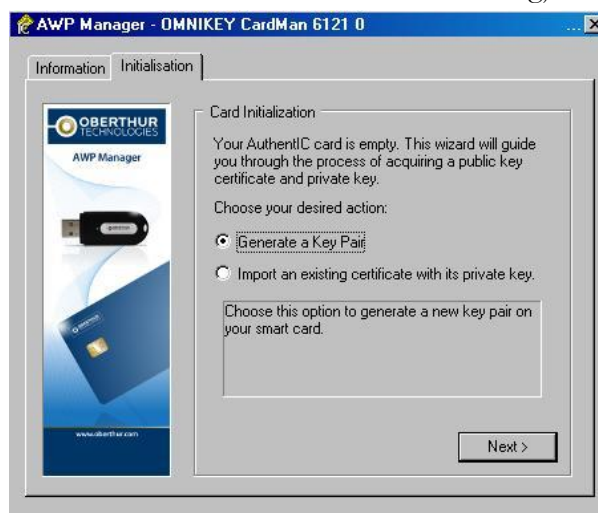 AWP Manager - OMNIKEY CardMan 6121 0 ...
Information
Initialisation
OBERTHUR
TECHNOLOGIES
AWP Manager
www.oberthur.com
Card Initialization
Your AuthentIC card is empty. This wizard will guide
you through the process of acquiring a public key
certificate and private key.
Choose your desired action:
Generate a Key Pair
Import an existing certificate with its private key.
Choose this option to generate a new key pair on
your smart card.
Next >